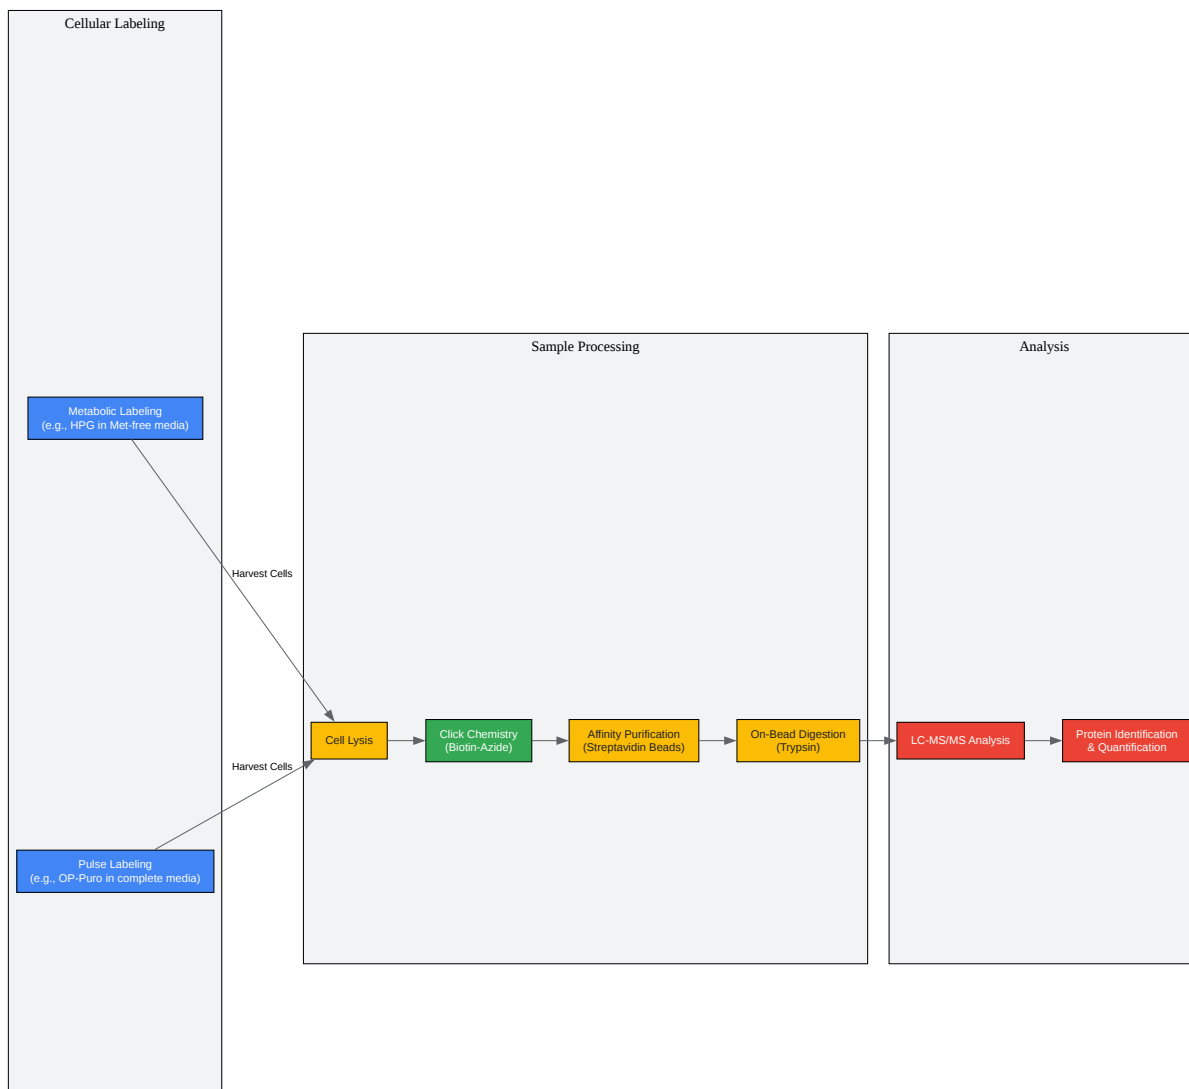 Cellular Labeling
Metabolic Labeling
(e.g., HPG in Met-free media)
Pulse Labeling
(e.g., OP-Puro in complete media)
Harvest Cells
Harvest Cells
Sample Processing
Cell Lysis
Click Chemistry
(Biotin-Azide)
Affinity Purification
(Streptavidin Beads)
On-Bead Digestion
(Trypsin)
Analysis
LC-MS/MS Analysis
Protein Identification
& Quantification